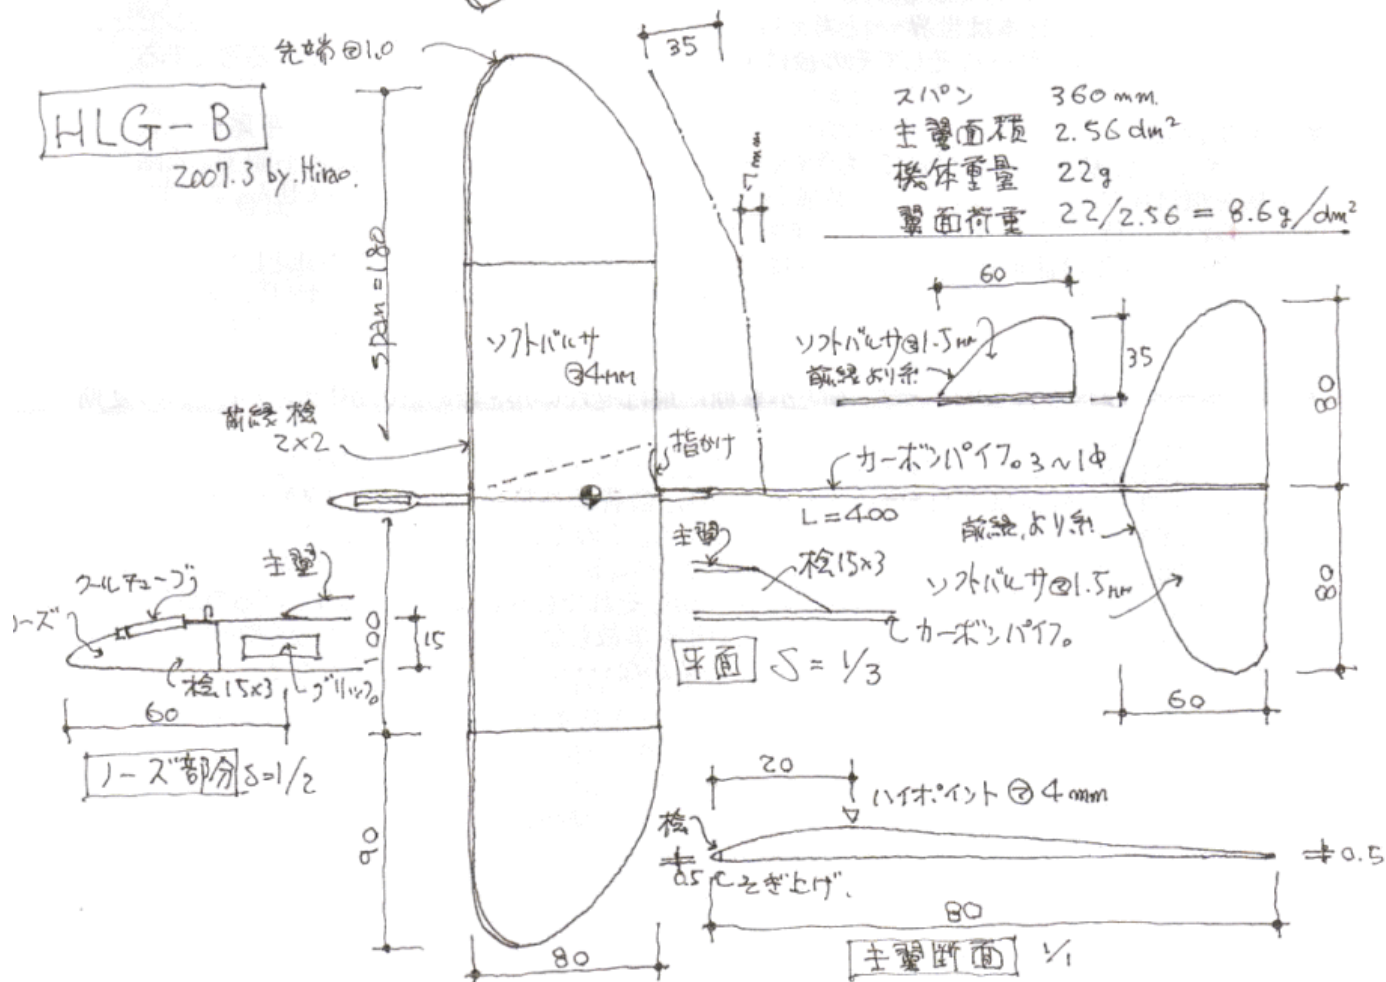 先端@1.0
35
HLG-B
2007.3 by.Hirao.
スパン 360mm.
主翼面積 2.56dm²
機体重量 22g
翼面荷重 22/2.56 = 8.6g/dm²
7mm
span=180
60
ソフトバルサ
@4mm
ソフトバルサ@1.5mm
前縁より糸
35
80
前縁 桧
2×2
指かけ
カーボンパイプ。3~1Φ
L=400
主翼
桧15×3
カーボンパイプ。
平面 S=1/3
前縁、より糸
ソフトバルサ@1.5mm
80
60
クールチューブ
主翼
ノーズ
100
15
桧15×3
グリップ。
60
ノーズ部分 S=1/2
90
80
20
ハイポイント@4mm
桧
0.5
そぎ上げ.
0.5
80
主翼断面 1/1